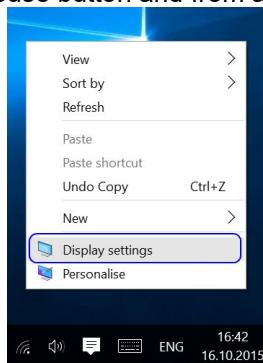 View
Sort by
Refresh
Paste
Paste shortcut
Undo Copy Ctrl+Z
New
Display settings
Personalise
ENG
16:42
16.10.2015